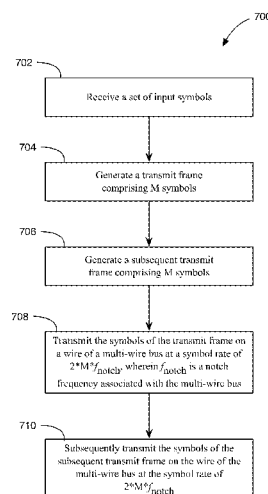 700
702
Receive a set of input symbols
704
Generate a transmit frame
comprising M symbols
706
Generate a subsequent transmit
frame comprising M symbols
708
Transmit the symbols of the transmit frame on
a wire of a multi-wire bus at a symbol rate of
2*M*fnotch, wherein fnotch is a notch
frequency associated with the multi-wire bus
710
Subsequently transmit the symbols of the
subsequent transmit frame on the wire of the
multi-wire bus at the symbol rate of
2*M*fnotch